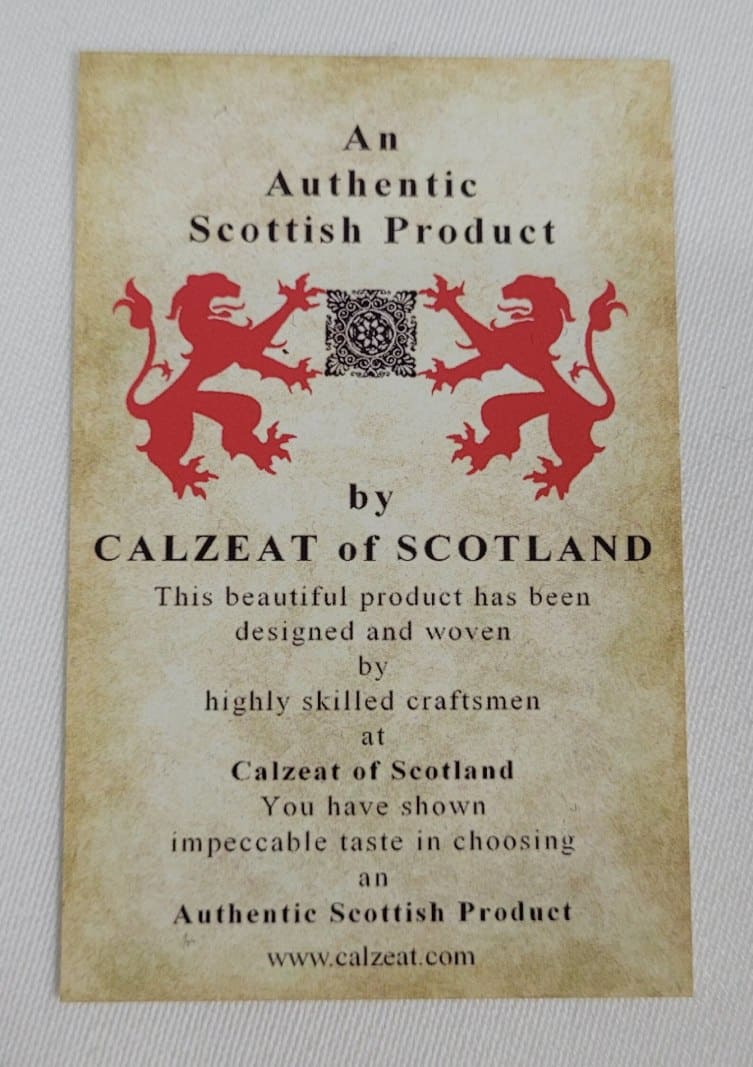 An
Authentic
Scottish Product
by
CALZEAT of SCOTLAND
This beautiful product has been
designed and woven
by
highly skilled craftsmen
at
Calzeat of Scotland
You have shown
impeccable taste in choosing
an
Authentic Scottish Product
www.calzeat.com